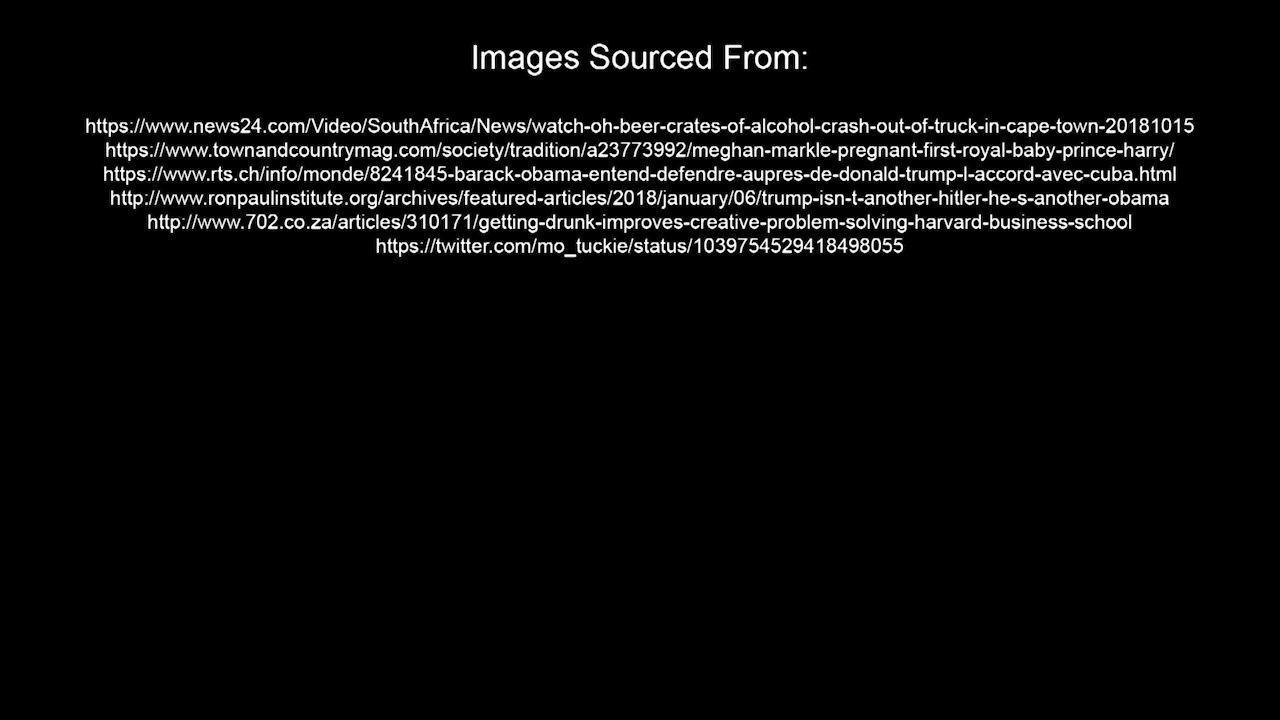 Images Sourced From:
https://www.news24.com/Video/SouthAfrica/News/watch-oh-beer-crates-of-alcohol-crash-out-of-truck-in-cape-town-20181015
https://www.townandcountrymag.com/society/tradition/a23773992/meghan-markle-pregnant-first-royal-baby-prince-harry/
https://www.rts.ch/info/monde/8241845-barack-obama-entend-defendre-aupres-de-donald-trump-l-accord-avec-cuba.html
http://www.ronpaulinstitute.org/archives/featured-articles/2018/january/06/trump-isn-t-another-hitler-he-s-another-obama
http://www.702.co.za/articles/310171/getting-drunk-improves-creative-problem-solving-harvard-business-school
https://twitter.com/mo_tuckie/status/1039754529418498055